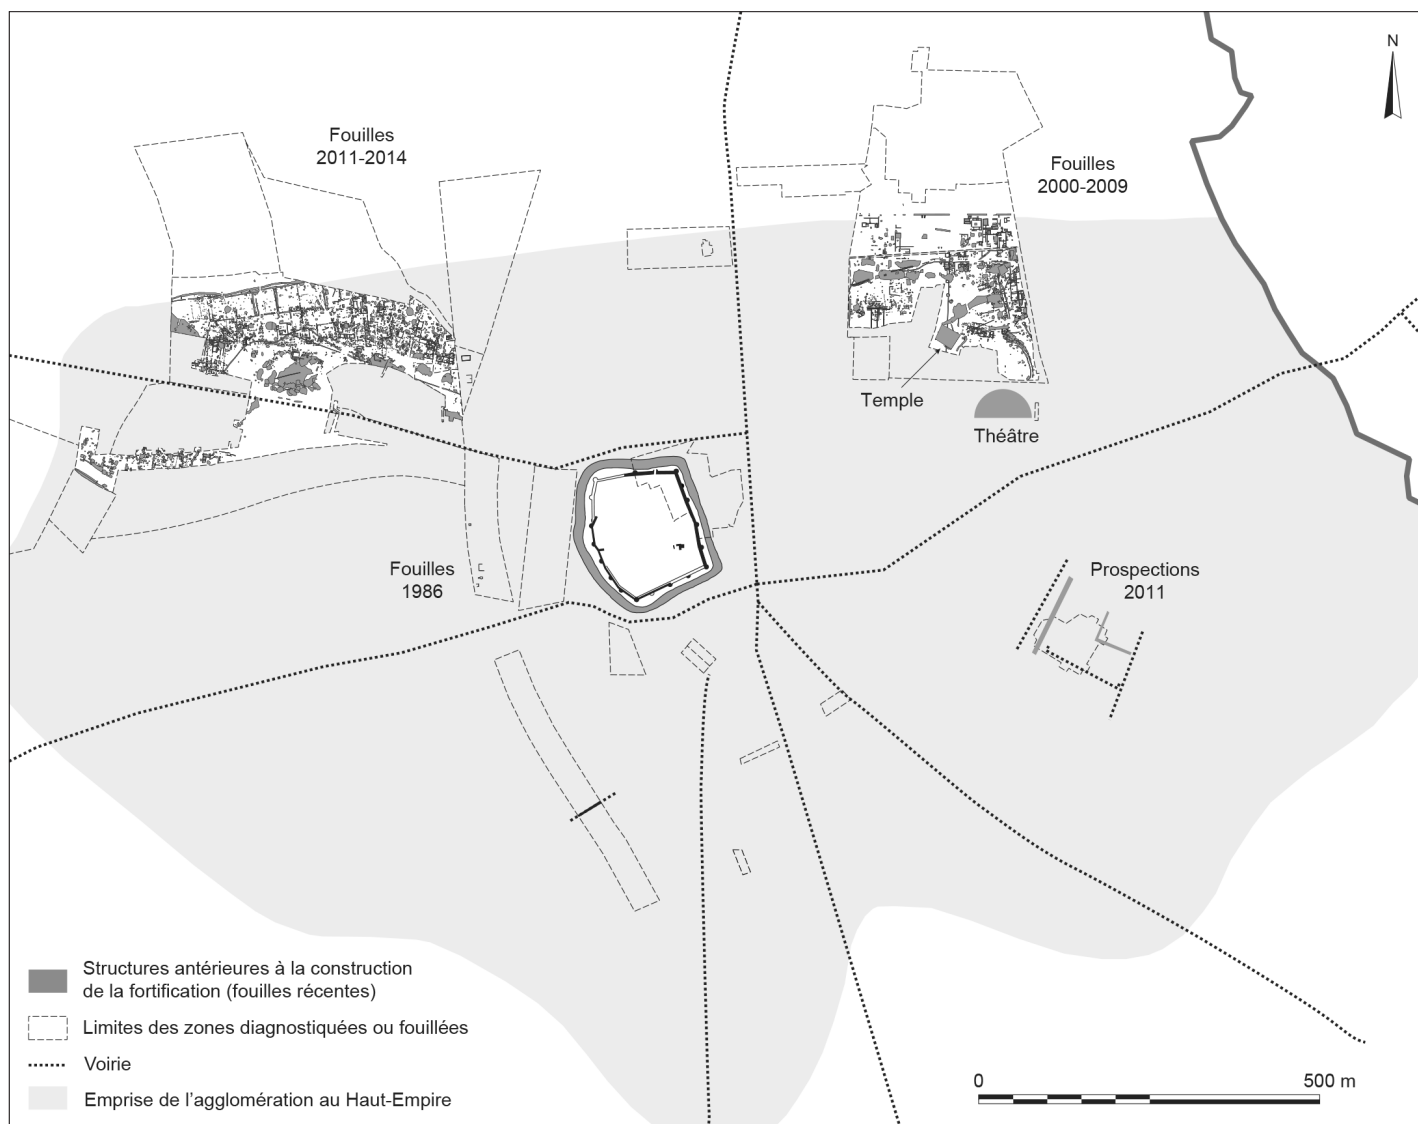 N
Fouilles
2011-2014
Fouilles
2000-2009
Temple
Théâtre
Fouilles
1986
Prospections
2011
Structures antérieures à la construction
de la fortification (fouilles récentes)
Limites des zones diagnostiquées ou fouillées
Voirie
Emprise de l’agglomération au Haut-Empire
0
500 m